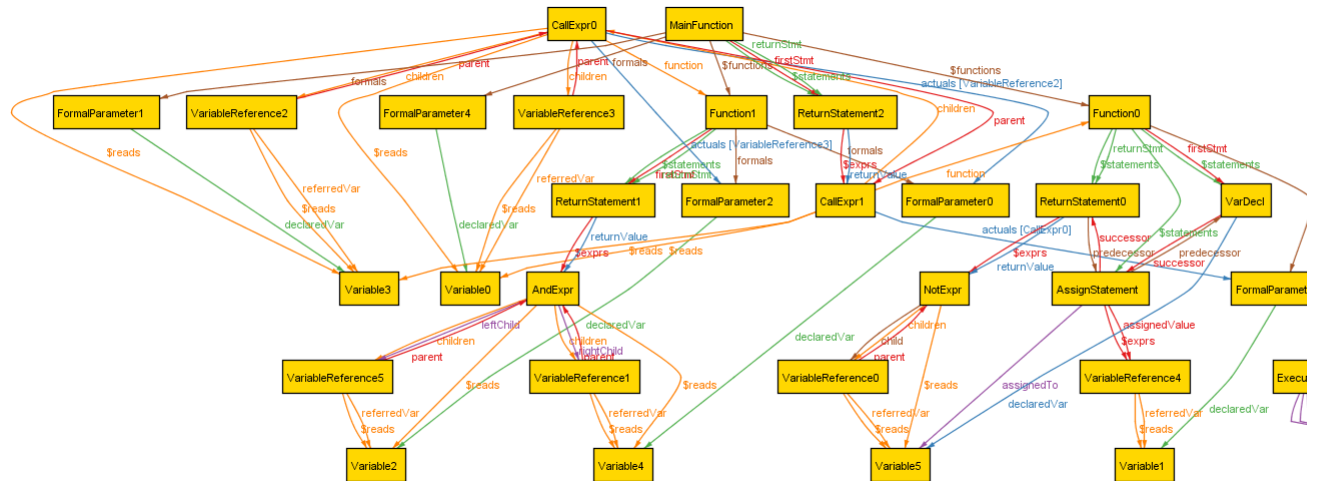 CallExpr0
MainFunction
returnStmt
parent
children
formals
parent
children
formals
function
$functions
firstStmt
$statements
$functions
actuals [VariableReference2]
children
parent
FormalParameter1
VariableReference2
FormalParameter4
VariableReference3
Function1
ReturnStatement2
Function0
$reads
$reads
referredVar
$reads
referredVar
$reads
actuals [VariableReference3]
$statements
firstStmt
returnStmt
formals
formals
$exprs
returnValue
function
returnStmt
$statements
firstStmt
$statements
ReturnStatement1
FormalParameter2
CallExpr1
FormalParameter0
ReturnStatement0
VarDecl
declaredVar
declaredVar
returnValue
$exprs
$reads
$reads
actuals [CallExpr0]
$exprs
returnValue
successor
predecessor
$statements
predecessor
successor
Variable3
Variable0
AndExpr
NotExpr
AssignStatement
FormalParamet
leftChild
children
parent
children
rightChild
parent
declaredVar
$reads
$reads
declaredVar
children
child
parent
$reads
assignedValue
$exprs
assignedTo
declaredVar
declaredVar
VariableReference5
VariableReference1
VariableReference0
VariableReference4
Execu
referredVar
$reads
referredVar
$reads
referredVar
$reads
referredVar
$reads
Variable2
Variable4
Variable5
Variable1